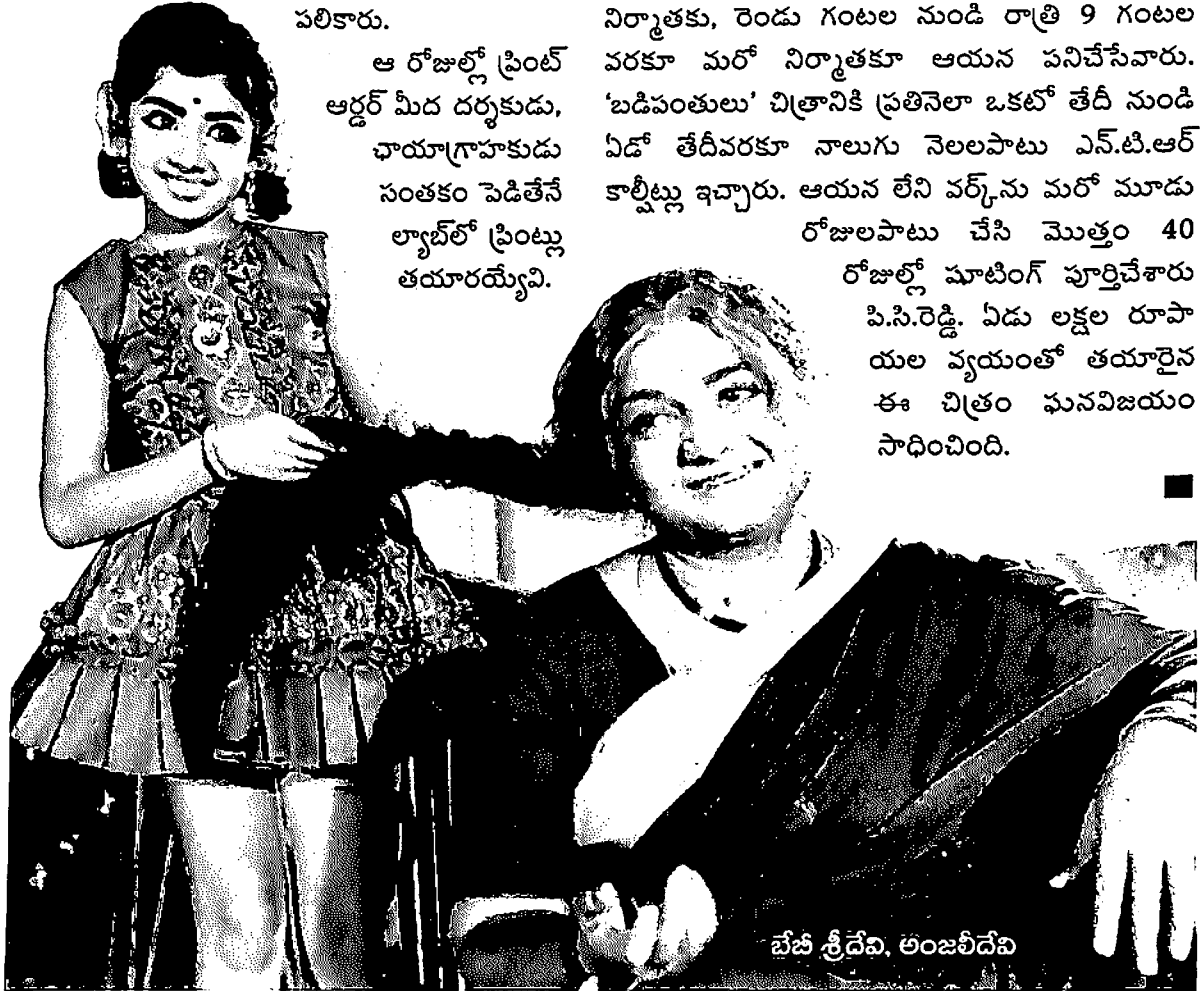 పలికారు.
ఆ రోజుల్లో ప్రింట్
ఆర్డర్ మీద దర్శకుడు,
ఛాయాగ్రాహకుడు
సంతకం పెడితేనే
ల్యాబ్‌లో ప్రింట్లు
తయారయ్యేవి.
నిర్మాతకు, రెండు గంటల నుండి రాత్రి 9 గంటల
వరకూ మరో నిర్మాతకూ ఆయన పనిచేసేవారు.
‘బడిపంతులు’ చిత్రానికి ప్రతినెలా ఒకటో తేదీ నుండి
ఏడో తేదీవరకూ నాలుగు నెలలపాటు ఎన్.టి.ఆర్
కాల్షీట్లు ఇచ్చారు. ఆయన లేని వర్క్‌ను మరో మూడు
రోజులపాటు చేసి మొత్తం 40
రోజుల్లో షూటింగ్ పూర్తిచేశారు
పి.సి.రెడ్డి. ఏడు లక్షల రూపా
యల వ్యయంతో తయారైన
ఈ చిత్రం ఘనవిజయం
సాధించింది.
బేబీ శ్రీదేవి, అంజలీదేవి